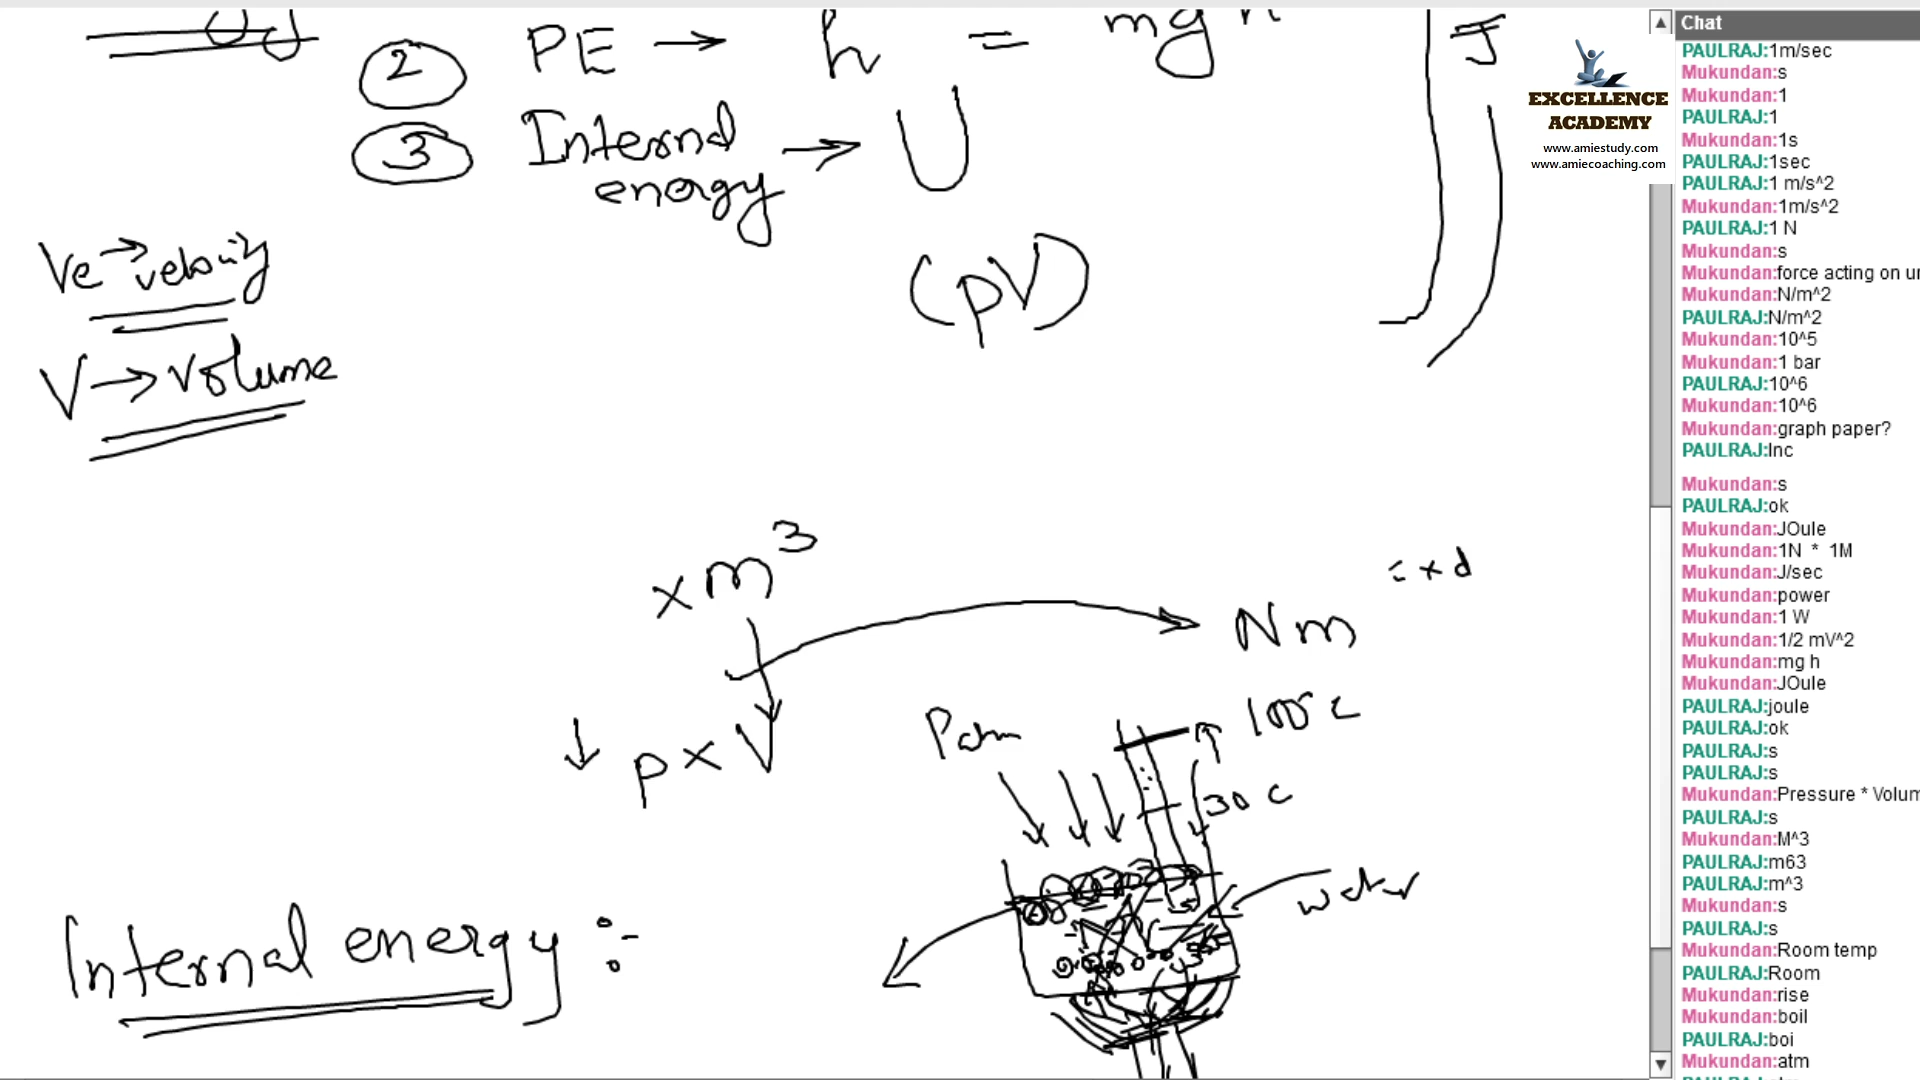 2 PE → h = mgh J
3 Internal energy → U
(pV)
Ve → velocity
V → Volume
x m³
Nm = x d
↓ p x V
Patm
100°C
30 C
water
Internal energy :-
EXCELLENCE
ACADEMY
www.amiestudy.com
www.amiecoaching.com
Chat
PAULRAJ:1m/sec
Mukundan:s
Mukundan:1
PAULRAJ:1
Mukundan:1s
PAULRAJ:1sec
PAULRAJ:1 m/s^2
Mukundan:1m/s^2
PAULRAJ:1 N
Mukundan:s
Mukundan:force acting on un
Mukundan:N/m^2
PAULRAJ:N/m^2
Mukundan:10^5
Mukundan:1 bar
PAULRAJ:10^6
Mukundan:10^6
Mukundan:graph paper?
PAULRAJ:Inc
Mukundan:s
PAULRAJ:ok
Mukundan:JOule
Mukundan:1N * 1M
Mukundan:J/sec
Mukundan:power
Mukundan:1 W
Mukundan:1/2 mV^2
Mukundan:mg h
Mukundan:JOule
PAULRAJ:joule
PAULRAJ:ok
PAULRAJ:s
PAULRAJ:s
Mukundan:Pressure * Volum
PAULRAJ:s
Mukundan:M^3
PAULRAJ:m63
PAULRAJ:m^3
Mukundan:s
PAULRAJ:s
Mukundan:Room temp
PAULRAJ:Room
Mukundan:rise
Mukundan:boil
PAULRAJ:boi
Mukundan:atm